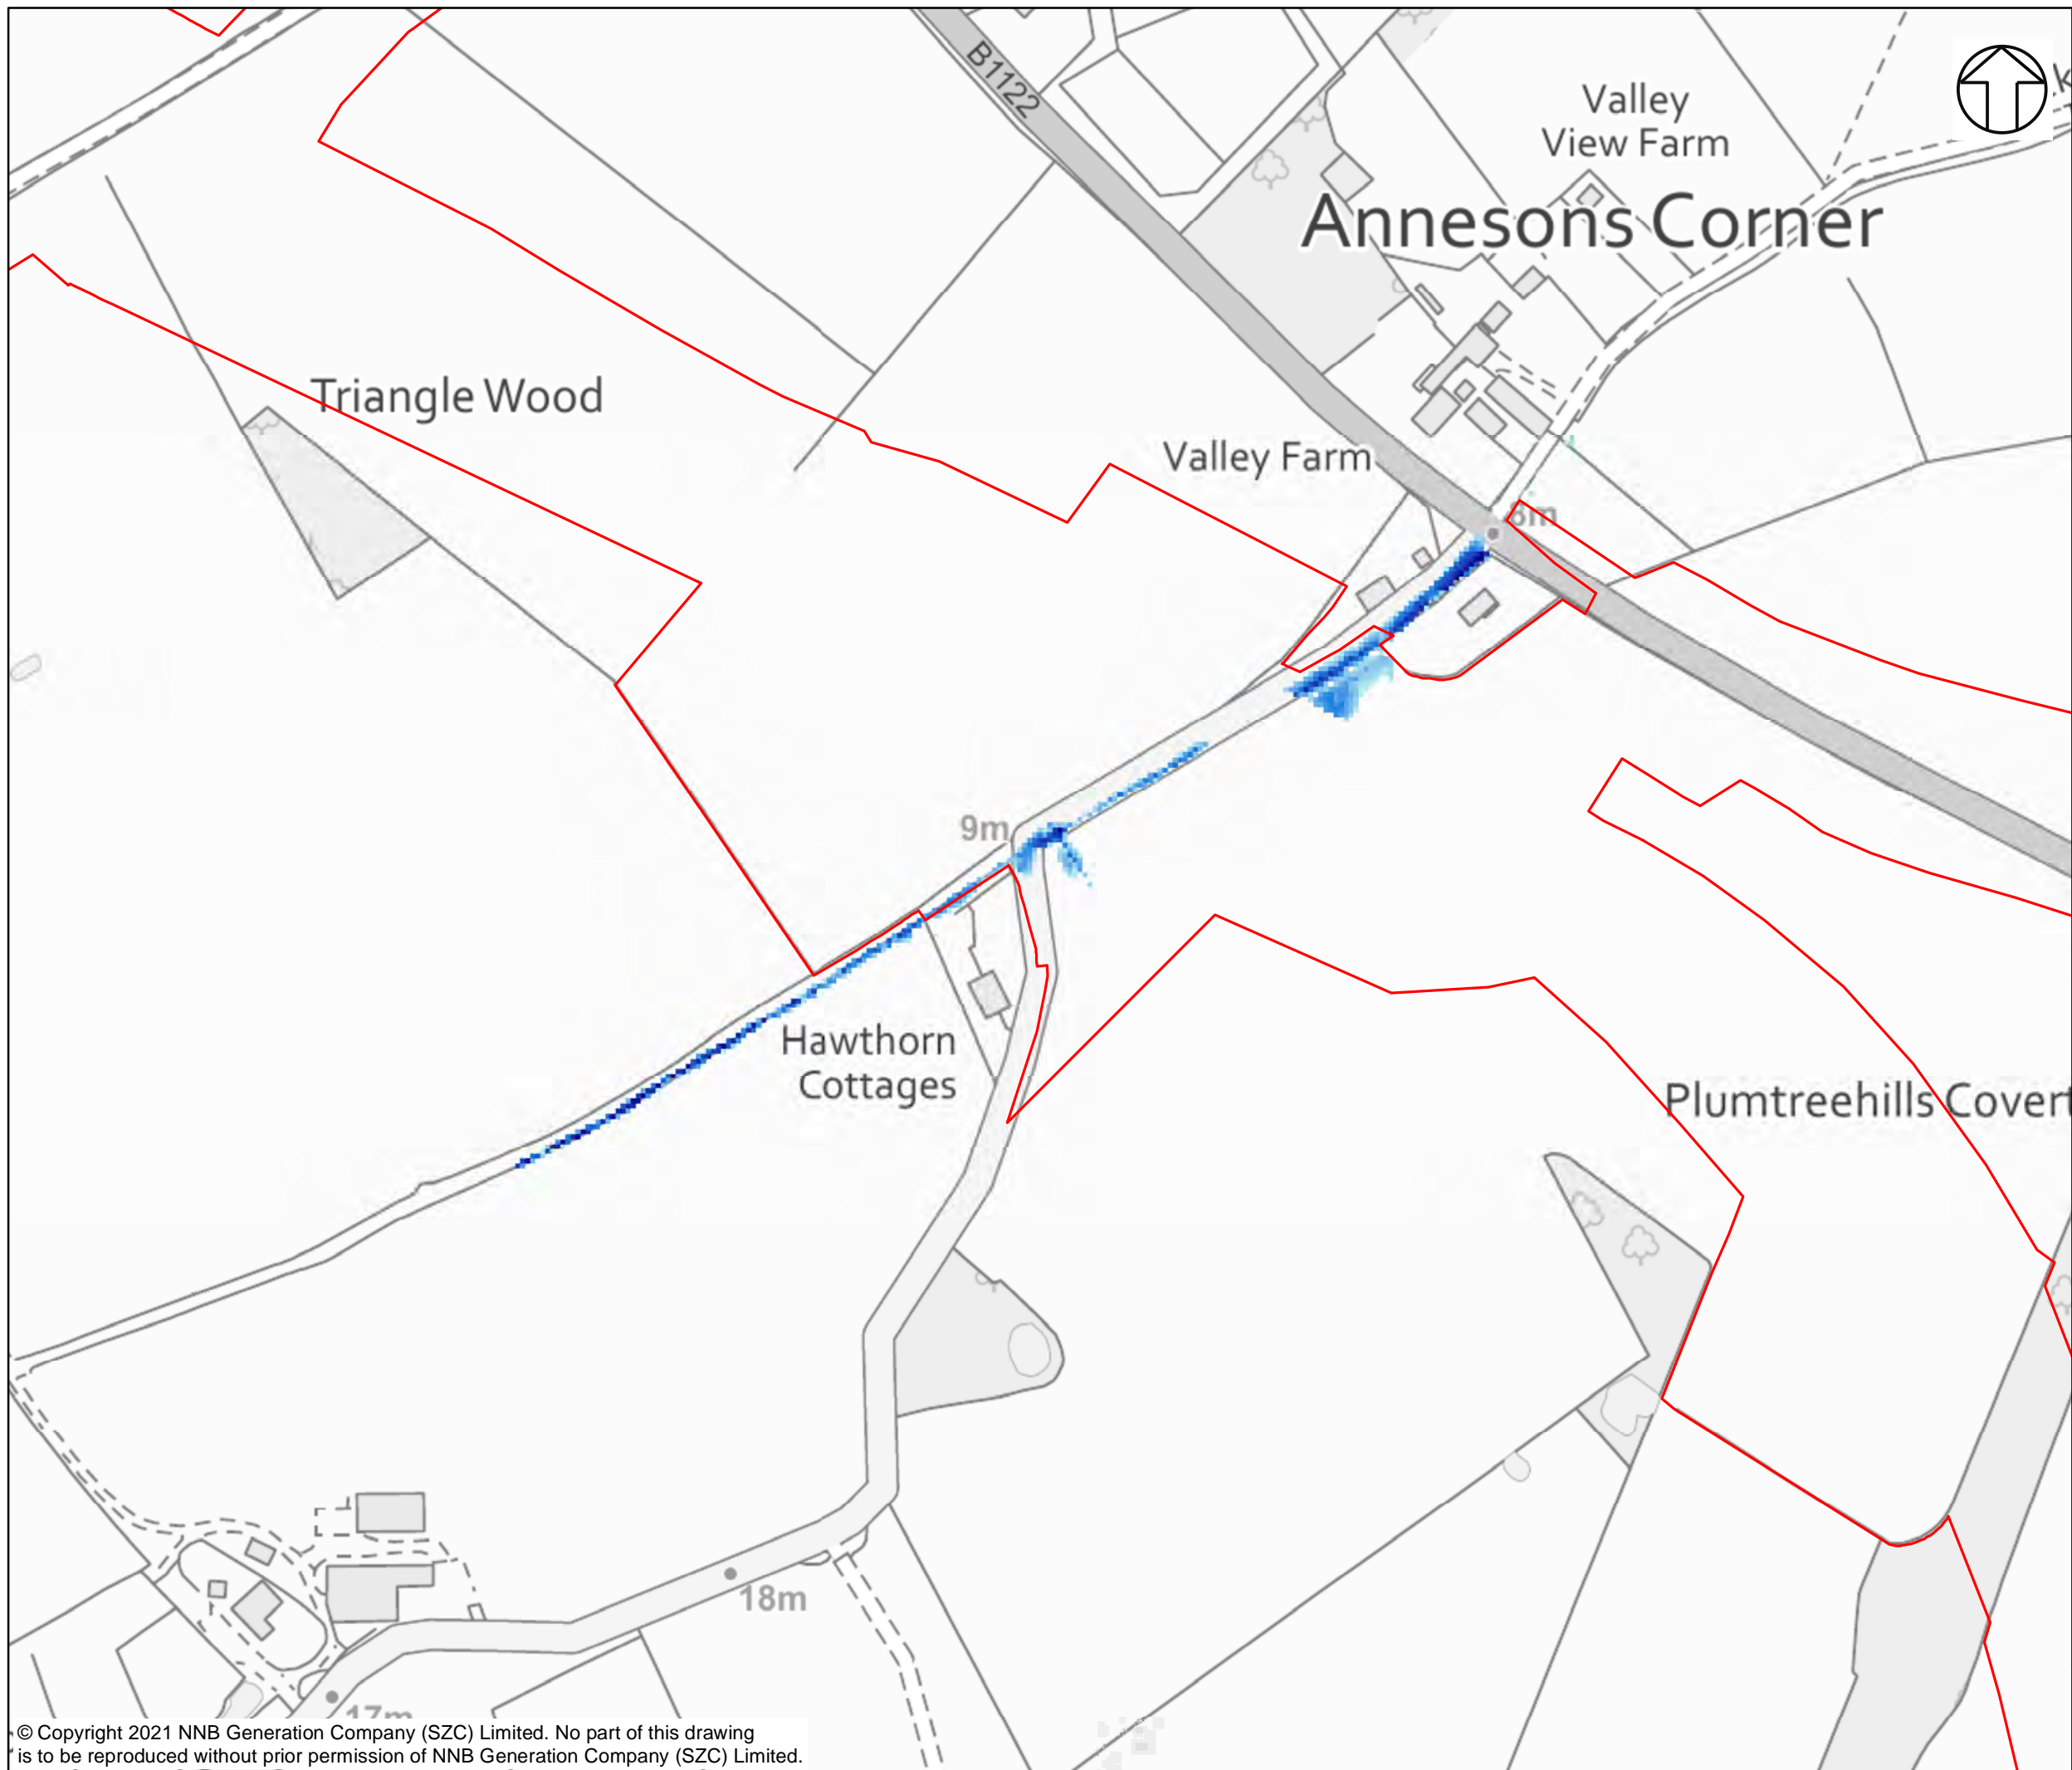 B1122
Valley
View Farm
Annesons Corner
Triangle Wood
Valley Farm
8m
9m
Hawthorn
Cottages
Plumtreehills Covert
18m
17m
© Copyright 2021 NNB Generation Company (SZC) Limited. No part of this drawing
is to be reproduced without prior permission of NNB Generation Company (SZC) Limited.